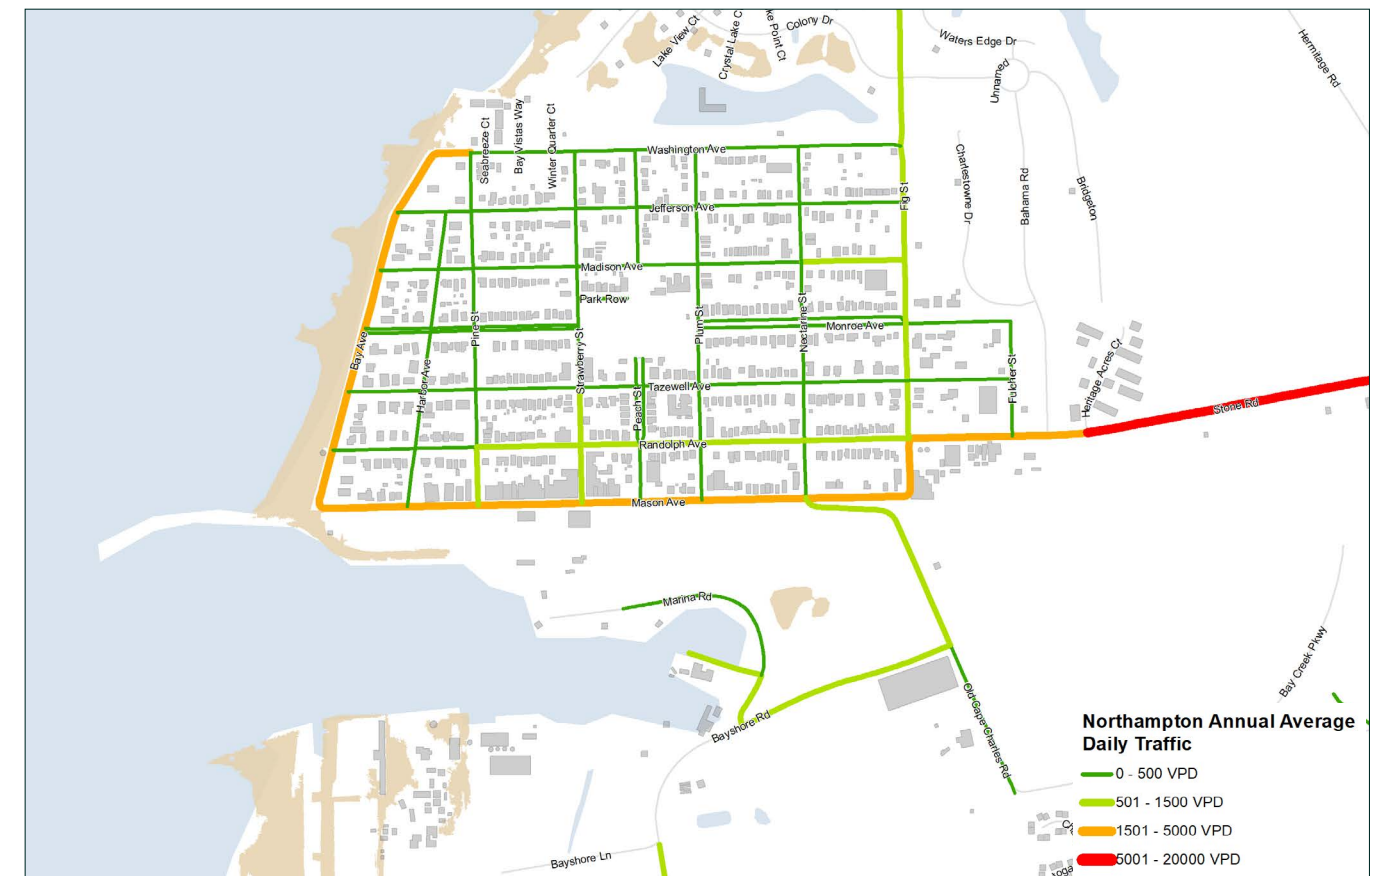 Lake View Ct
Crystal Lake C
ke Point Ct
Colony Dr
Waters Edge Dr
Unnamed
Hermitage Rd
Seabreeze Ct
Bay Vistas Way
Winter Quarter Ct
Washington Ave
Charlestowne Dr
Bahama Rd
Bridgeton
Fig St
Jefferson Ave
Madison Ave
Park Row
Pine St
Plum St
Nectarine St
Monroe Ave
Bay Ave
Harbor Ave
Strawberry St
Fulcher St
Heritage Acres Ct
Tazewell Ave
Peach St
Stone Rd
Randolph Ave
Mason Ave
Marina Rd
Bay Creek Pkwy
Bayshore Rd
Old Cape Charles Rd
Bayshore Ln
Northampton Annual Average
Daily Traffic
0 - 500 VPD
501 - 1500 VPD
1501 - 5000 VPD
5001 - 20000 VPD